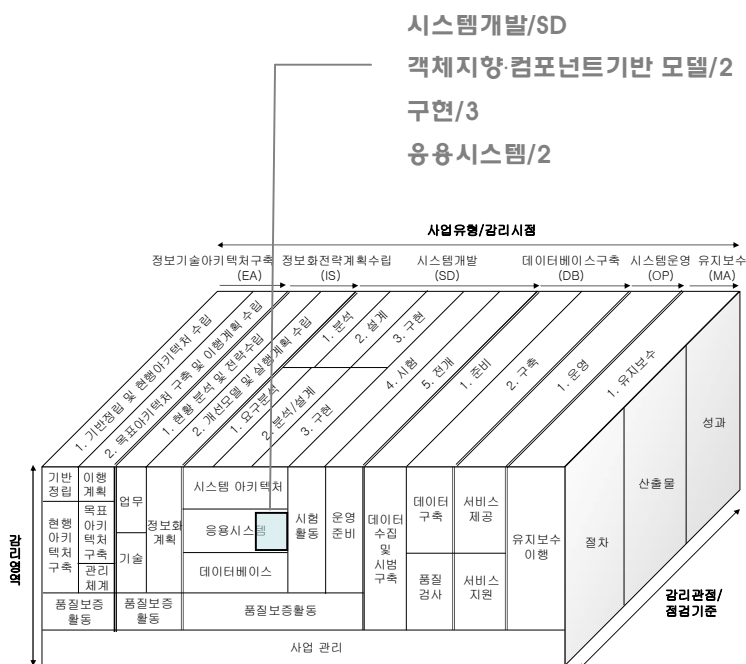 시스템개발/SD
객체지향·컴포넌트기반 모델/2
구현/3
응용시스템/2
사업유형/감리시점
정보기술아키텍처구축
(EA)
정보화전략계획수립
(IS)
시스템개발
(SD)
데이터베이스구축
(DB)
시스템운영
(OP)
유지보수
(MA)
1. 기반정립 및 현행아키텍처 수립
2. 목표아키텍처 구축 및 이행계획 수립
1. 현황 분석 및 전략수립
2. 개선모델 및 실행계획 수립
1. 분석
2. 설계
3. 구현
1. 요구분석
2. 분석/설계
3. 구현
4. 시험
5. 전개
1. 준비
2. 구축
1. 운영
1. 유지보수
감리영역
기반
정립
이행
계획
현행
아키
텍처
구축
목표
아키
텍처
구축
관리
체계
품질보증
활동
업무
기술
정보화
계획
품질보증
활동
시스템 아키텍처
응용시스템
데이터베이스
시험
활동
운영
준비
품질보증활동
데이터
수집
및
시범
구축
데이터
구축
품질
검사
서비스
제공
서비스
지원
유지보수
이행
사업 관리
절차
산출물
성과
감리관점/
점검기준